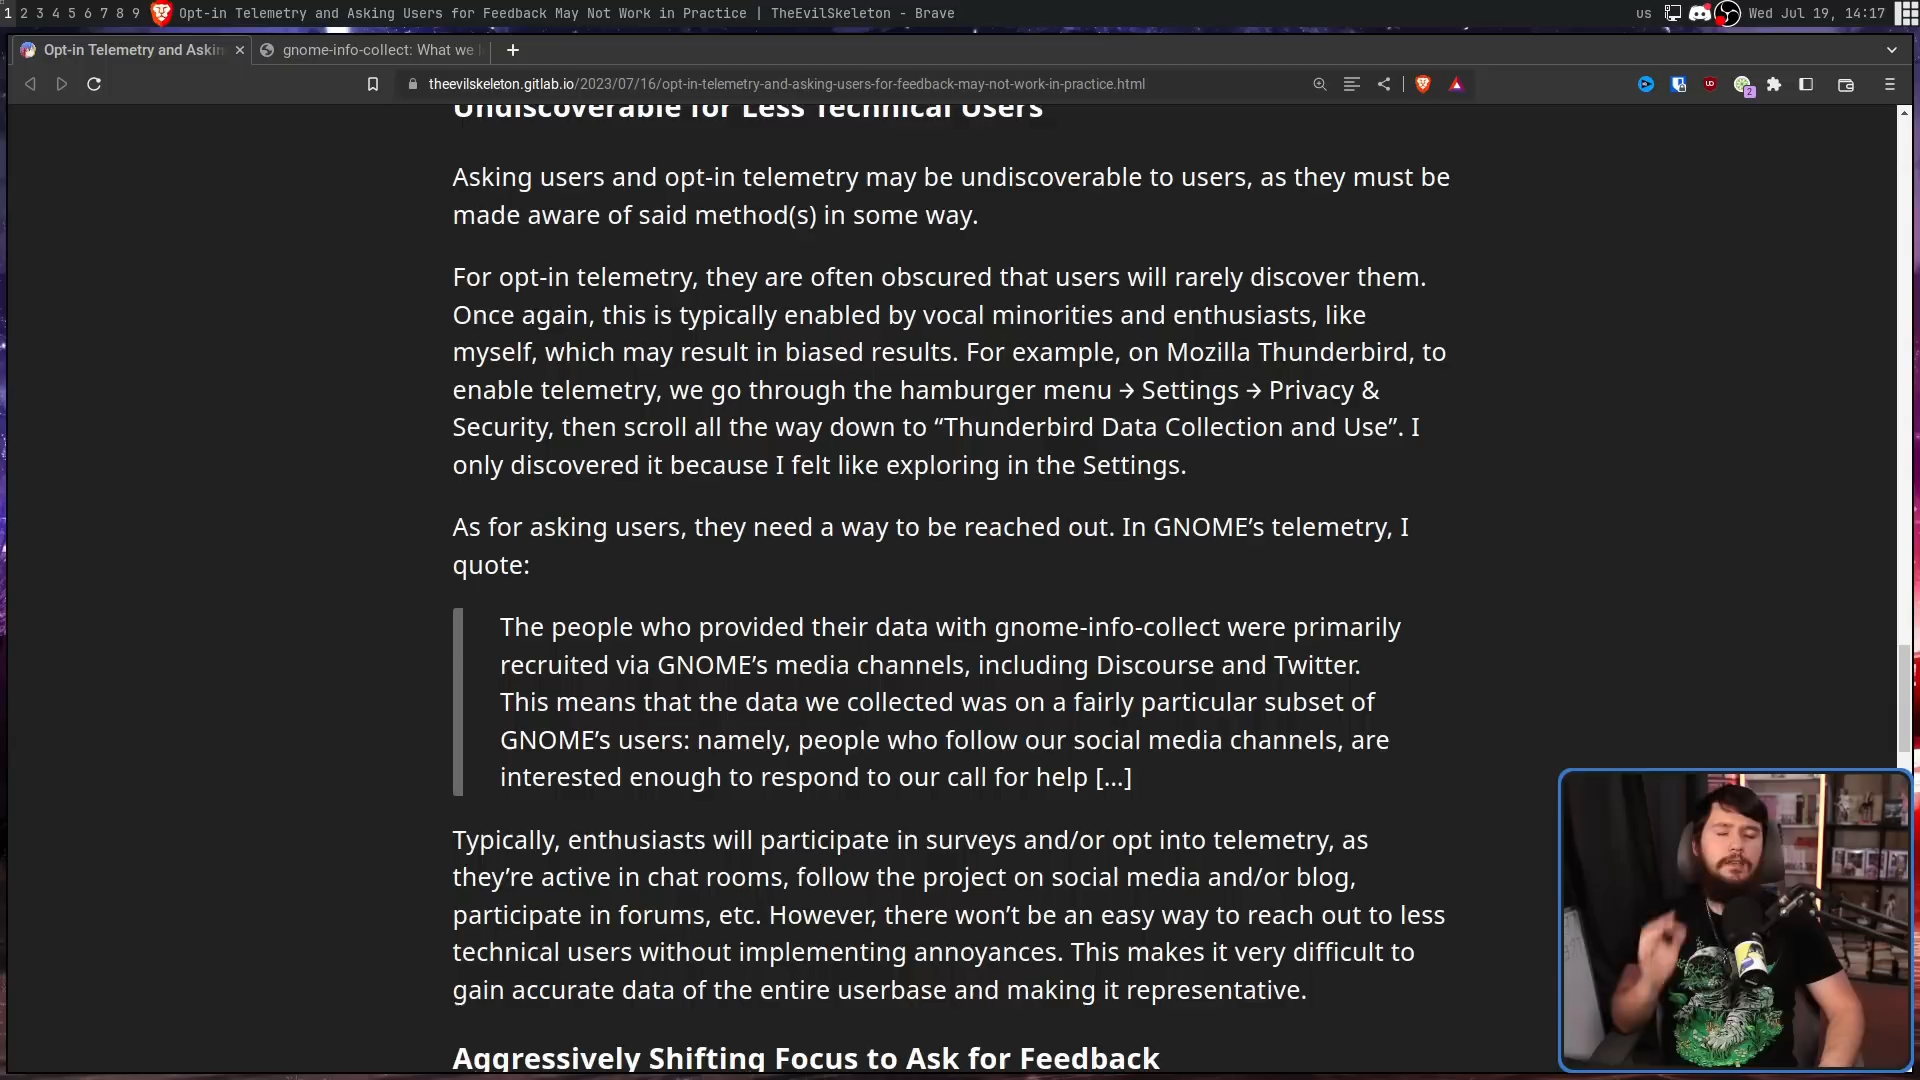 1 2 3 4 5 6 7 8 9 Opt-in Telemetry and Asking Users for Feedback May Not Work in Practice | TheEvilSkeleton - Brave us Wed Jul 19, 14:17
Opt-in Telemetry and Askin gnome-info-collect: What we l
theevilskeleton.gitlab.io/2023/07/16/opt-in-telemetry-and-asking-users-for-feedback-may-not-work-in-practice.html
2
Undiscoverable for Less Technical Users
Asking users and opt-in telemetry may be undiscoverable to users, as they must be
made aware of said method(s) in some way.
For opt-in telemetry, they are often obscured that users will rarely discover them.
Once again, this is typically enabled by vocal minorities and enthusiasts, like
myself, which may result in biased results. For example, on Mozilla Thunderbird, to
enable telemetry, we go through the hamburger menu → Settings → Privacy &
Security, then scroll all the way down to “Thunderbird Data Collection and Use”. I
only discovered it because I felt like exploring in the Settings.
As for asking users, they need a way to be reached out. In GNOME’s telemetry, I
quote:
The people who provided their data with gnome-info-collect were primarily
recruited via GNOME’s media channels, including Discourse and Twitter.
This means that the data we collected was on a fairly particular subset of
GNOME’s users: namely, people who follow our social media channels, are
interested enough to respond to our call for help […]
Typically, enthusiasts will participate in surveys and/or opt into telemetry, as
they’re active in chat rooms, follow the project on social media and/or blog,
participate in forums, etc. However, there won’t be an easy way to reach out to less
technical users without implementing annoyances. This makes it very difficult to
gain accurate data of the entire userbase and making it representative.
Aggressively Shifting Focus to Ask for Feedback